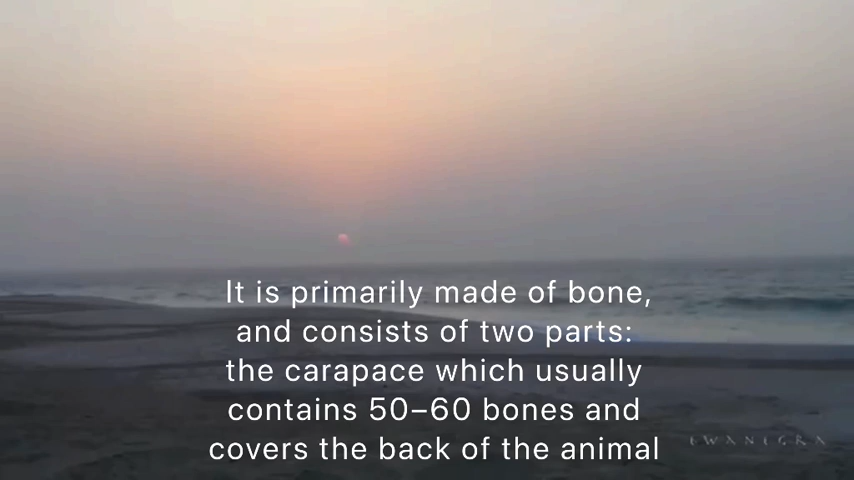 It is primarily made of bone,
and consists of two parts:
the carapace which usually
contains 50–60 bones and
covers the back of the animal